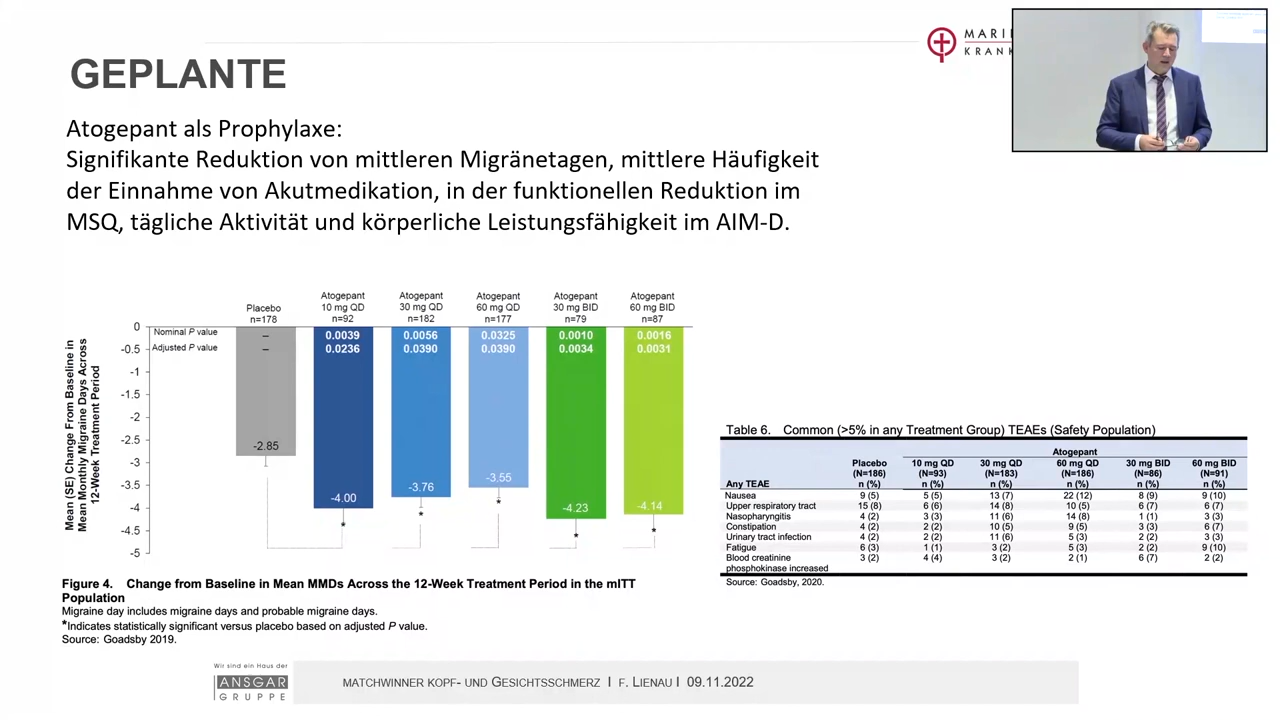 MARI
KRANK
GEPLANTE
Atogepant als Prophylaxe:
Signifikante Reduktion von mittleren Migränetagen, mittlere Häufigkeit
der Einnahme von Akutmedikation, in der funktionellen Reduktion im
MSQ, tägliche Aktivität und körperliche Leistungsfähigkeit im AIM-D.
Mean (SE) Change From Baseline in
Mean Monthly Migraine Days Across
12-Week Treatment Period
Placebo
n=178
Atogepant
10 mg QD
n=92
Atogepant
30 mg QD
n=182
Atogepant
60 mg QD
n=177
Atogepant
30 mg BID
n=79
Atogepant
60 mg BID
n=87
Nominal P value – 0.0039 0.0056 0.0325 0.0010 0.0016
Adjusted P value – 0.0236 0.0390 0.0390 0.0034 0.0031
0
-0.5
-1
-1.5
-2
-2.5
-3
-3.5
-4
-4.5
-5
-2.85
-4.00
-3.76
-3.55
-4.23
-4.14
* * * * *
Figure 4. Change from Baseline in Mean MMDs Across the 12-Week Treatment Period in the mITT
Population
Migraine day includes migraine days and probable migraine days.
*Indicates statistically significant versus placebo based on adjusted P value.
Source: Goadsby 2019.
Table 6. Common (>5% in any Treatment Group) TEAEs (Safety Population)
Atogepant
Placebo 10 mg QD 30 mg QD 60 mg QD 30 mg BID 60 mg BID
(N=186) (N=93) (N=183) (N=186) (N=86) (N=91)
Any TEAE n (%) n (%) n (%) n (%) n (%) n (%)
Nausea 9 (5) 5 (5) 13 (7) 22 (12) 8 (9) 9 (10)
Upper respiratory tract 15 (8) 6 (6) 14 (8) 10 (5) 6 (7) 6 (7)
Nasopharyngitis 4 (2) 3 (3) 11 (6) 14 (8) 1 (1) 3 (3)
Constipation 4 (2) 2 (2) 10 (5) 9 (5) 3 (3) 6 (7)
Urinary tract infection 4 (2) 2 (2) 11 (6) 5 (3) 2 (2) 3 (3)
Fatigue 6 (3) 1 (1) 3 (2) 5 (3) 2 (2) 9 (10)
Blood creatinine 3 (2) 4 (4) 3 (2) 2 (1) 6 (7) 2 (2)
phosphokinase increased
Source: Goadsby, 2020.
Wir sind ein Haus der
ANSGAR
GRUPPE
MATCHWINNER KOPF- UND GESICHTSSCHMERZ I F. LIENAU I 09.11.2022